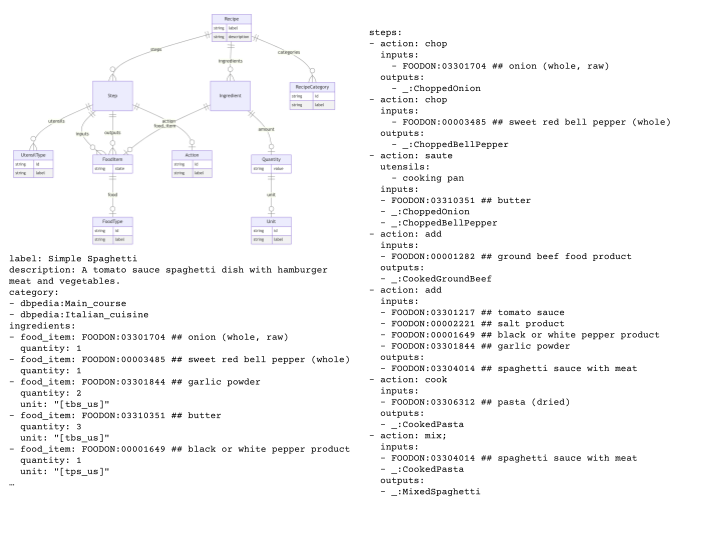 Recipe
string label
string description
steps
ingredients
categories
Step
Ingredient
RecipeCategory
string id
string label
utensils
inputs
outputs
action
food_item
amount
UtensilType
string id
string label
FoodItem
string state
Action
string id
string label
Quantity
string value
food
unit
FoodType
string id
string label
Unit
string id
string label
label: Simple Spaghetti
description: A tomato sauce spaghetti dish with hamburger
meat and vegetables.
category:
- dbpedia:Main_course
- dbpedia:Italian_cuisine
ingredients:
- food_item: FOODON:03301704 ## onion (whole, raw)
  quantity: 1
- food_item: FOODON:00003485 ## sweet red bell pepper (whole)
  quantity: 1
- food_item: FOODON:03301844 ## garlic powder
  quantity: 2
  unit: "[tbs_us]"
- food_item: FOODON:03310351 ## butter
  quantity: 3
  unit: "[tbs_us]"
- food_item: FOODON:00001649 ## black or white pepper product
  quantity: 1
  unit: "[tps_us]"
…
steps:
- action: chop
  inputs:
    - FOODON:03301704 ## onion (whole, raw)
  outputs:
    - _:ChoppedOnion
- action: chop
  inputs:
    - FOODON:00003485 ## sweet red bell pepper (whole)
  outputs:
    - _:ChoppedBellPepper
- action: saute
  utensils:
    - cooking pan
  inputs:
  - FOODON:03310351 ## butter
  - _:ChoppedOnion
  - _:ChoppedBellPepper
- action: add
  inputs:
  - FOODON:00001282 ## ground beef food product
  outputs:
  - _:CookedGroundBeef
- action: add
  inputs:
  - FOODON:03301217 ## tomato sauce
  - FOODON:00002221 ## salt product
  - FOODON:00001649 ## black or white pepper product
  - FOODON:03301844 ## garlic powder
  outputs:
  - FOODON:03304014 ## spaghetti sauce with meat
- action: cook
  inputs:
  - FOODON:03306312 ## pasta (dried)
  outputs:
  - _:CookedPasta
- action: mix;
  inputs:
  - FOODON:03304014 ## spaghetti sauce with meat
  - _:CookedPasta
  outputs:
  - _:MixedSpaghetti